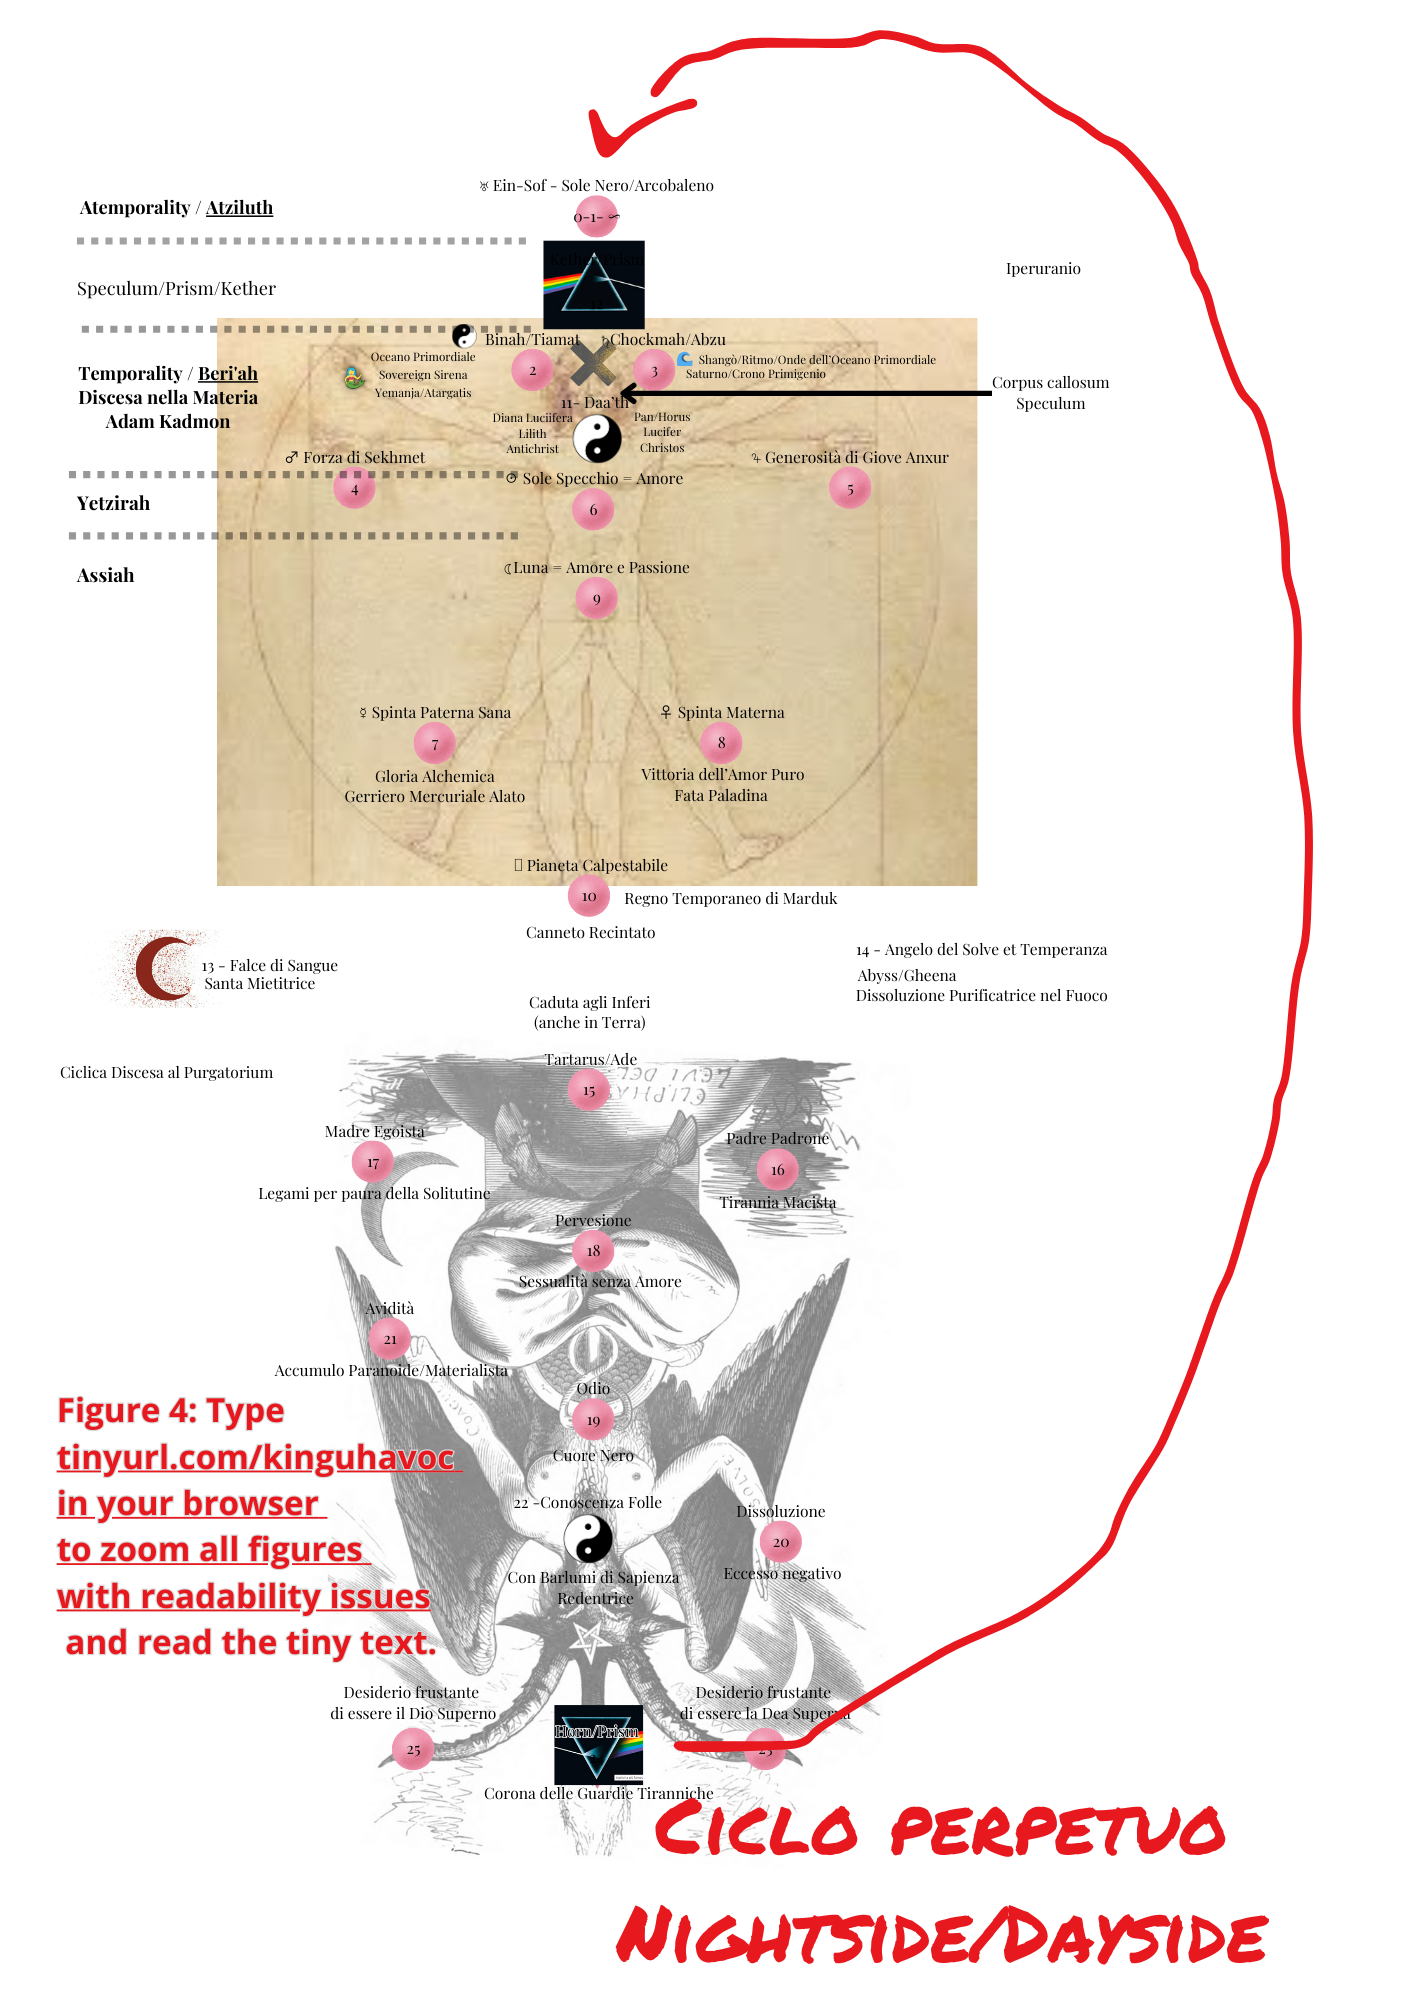 ♅ Ein-Sof - Sole Nero/Arcobaleno
0-1-
Atemporality / Atziluth
Kether/Prism
Speculum/Prism/Kether
12
Iperuranio
Binah/Tiamat
♄Chockmah/Abzu
2
3
Oceano Primordiale
Sovereign Sirena
Yemanja/Atargatis
Shangò/Ritmo/Onde dell'Oceano Primordiale
Saturno/Crono Primigenio
Temporality / Beri'ah
Discesa nella Materia
Adam Kadmon
Corpus callosum
Speculum
11- Daa'th
Diana Luciifera
Lilith
Antichrist
Pan/Horus
Lucifer
Christos
♂ Forza di Sekhmet
4
♃ Generosità di Giove Anxur
5
☉ Sole Specchio = Amore
6
Yetzirah
Assiah
☾Luna = Amore e Passione
9
☿ Spinta Paterna Sana
7
Gloria Alchemica
Gerriero Mercuriale Alato
♀ Spinta Materna
8
Vittoria dell'Amor Puro
Fata Paladina
Pianeta Calpestabile
10
Regno Temporaneo di Marduk
Canneto Recintato
13 - Falce di Sangue
Santa Mietitrice
14 - Angelo del Solve et Temperanza
Abyss/Gheena
Dissoluzione Purificatrice nel Fuoco
Caduta agli Inferi
(anche in Terra)
Ciclica Discesa al Purgatorium
Tartarus/Ade
15
ELIPHAS LEVI DEL
Madre Egoista
17
Legami per paura della Solitutine
Padre Padrone
16
Tirannia Macista
Pervesione
18
Sessualità senza Amore
Avidità
21
Accumulo Paranoide/Materialista
Odio
19
Cuore Nero
COAGULA
SOLVE
22 -Conoscenza Folle
Con Barlumi di Sapienza
Redentrice
Dissoluzione
20
Eccesso negativo
Figure 4: Type
tinyurl.com/kinguhavoc
in your browser
to zoom all figures
with readability issues
and read the tiny text.
Desiderio frustante
di essere il Dio Superno
25
Desiderio frustante
di essere la Dea Superna
23
Horn/Prism
Corona delle Guardie Tiranniche
Ciclo perpetuo
Nightside/Dayside